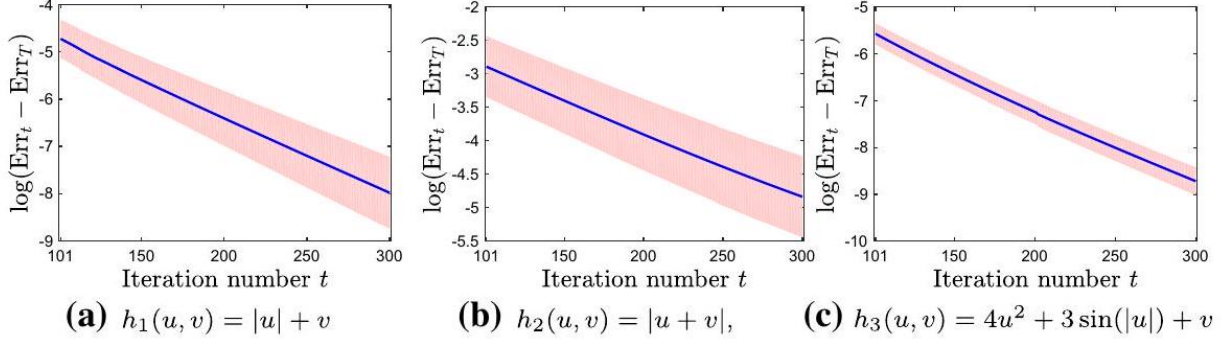 -4
-5
-6
-7
-8
-9
log(Err_t − Err_T)
101 150 200 250 300
Iteration number t
(a) h_1(u, v) = |u| + v
-2
-2.5
-3
-3.5
-4
-4.5
-5
-5.5
log(Err_t − Err_T)
101 150 200 250 300
Iteration number t
(b) h_2(u, v) = |u + v|,
-5
-6
-7
-8
-9
-10
log(Err_t − Err_T)
101 150 200 250 300
Iteration number t
(c) h_3(u, v) = 4u^2 + 3 sin(|u|) + v